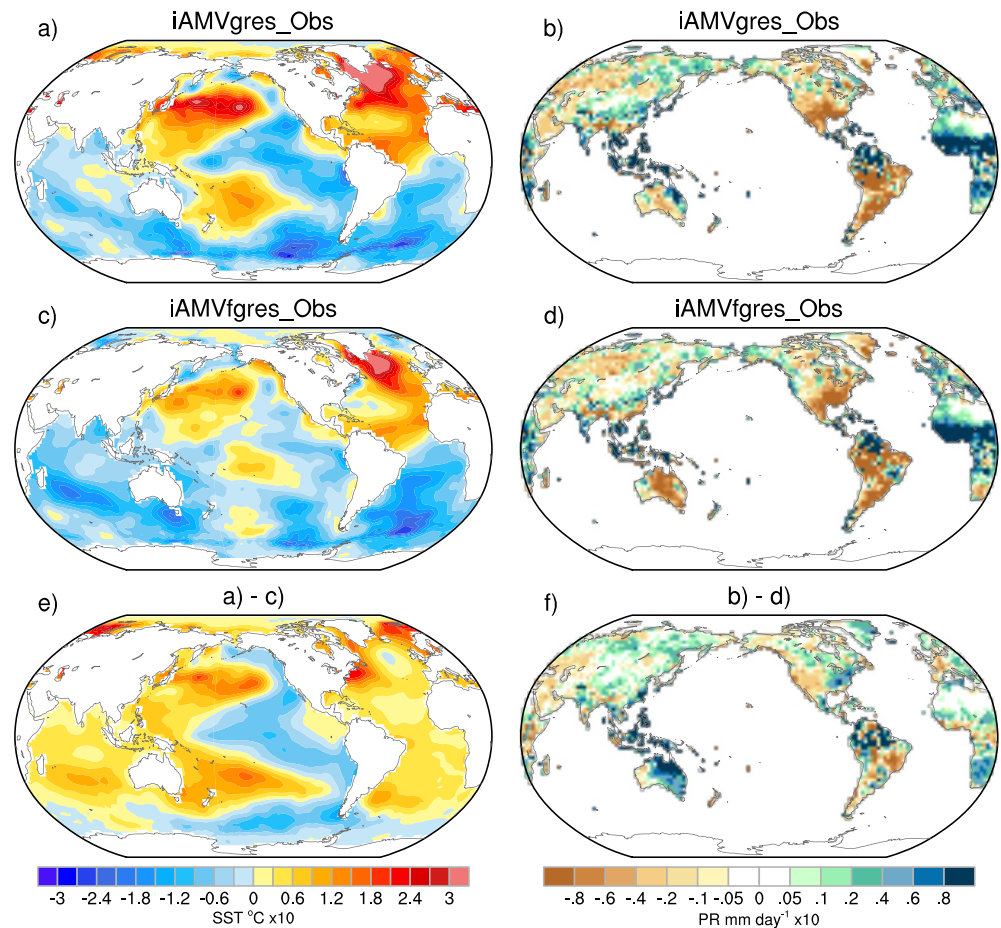 a) iAMVgres_Obs
b) iAMVgres_Obs
c) iAMVfgres_Obs
d) iAMVfgres_Obs
e) a) - c)
f) b) - d)
-3 -2.4 -1.8 -1.2 -0.6 0 0.6 1.2 1.8 2.4 3
SST °C x10
-.8 -.6 -.4 -.2 -.1 -.05 0 .05 .1 .2 .4 .6 .8
PR mm day⁻¹ x10